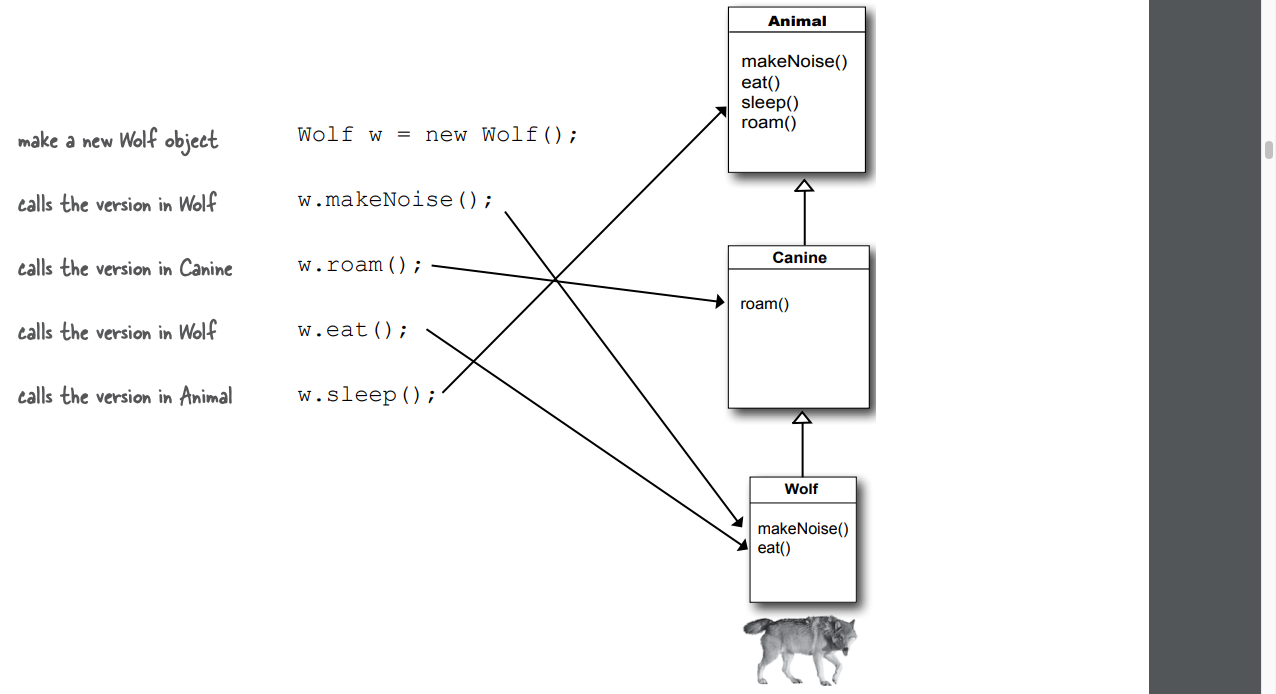 make a new Wolf object
Wolf w = new Wolf();
calls the version in Wolf
w.makeNoise();
calls the version in Canine
w.roam();
calls the version in Wolf
w.eat();
calls the version in Animal
w.sleep();
Animal
makeNoise()
eat()
sleep()
roam()
Canine
roam()
Wolf
makeNoise()
eat()